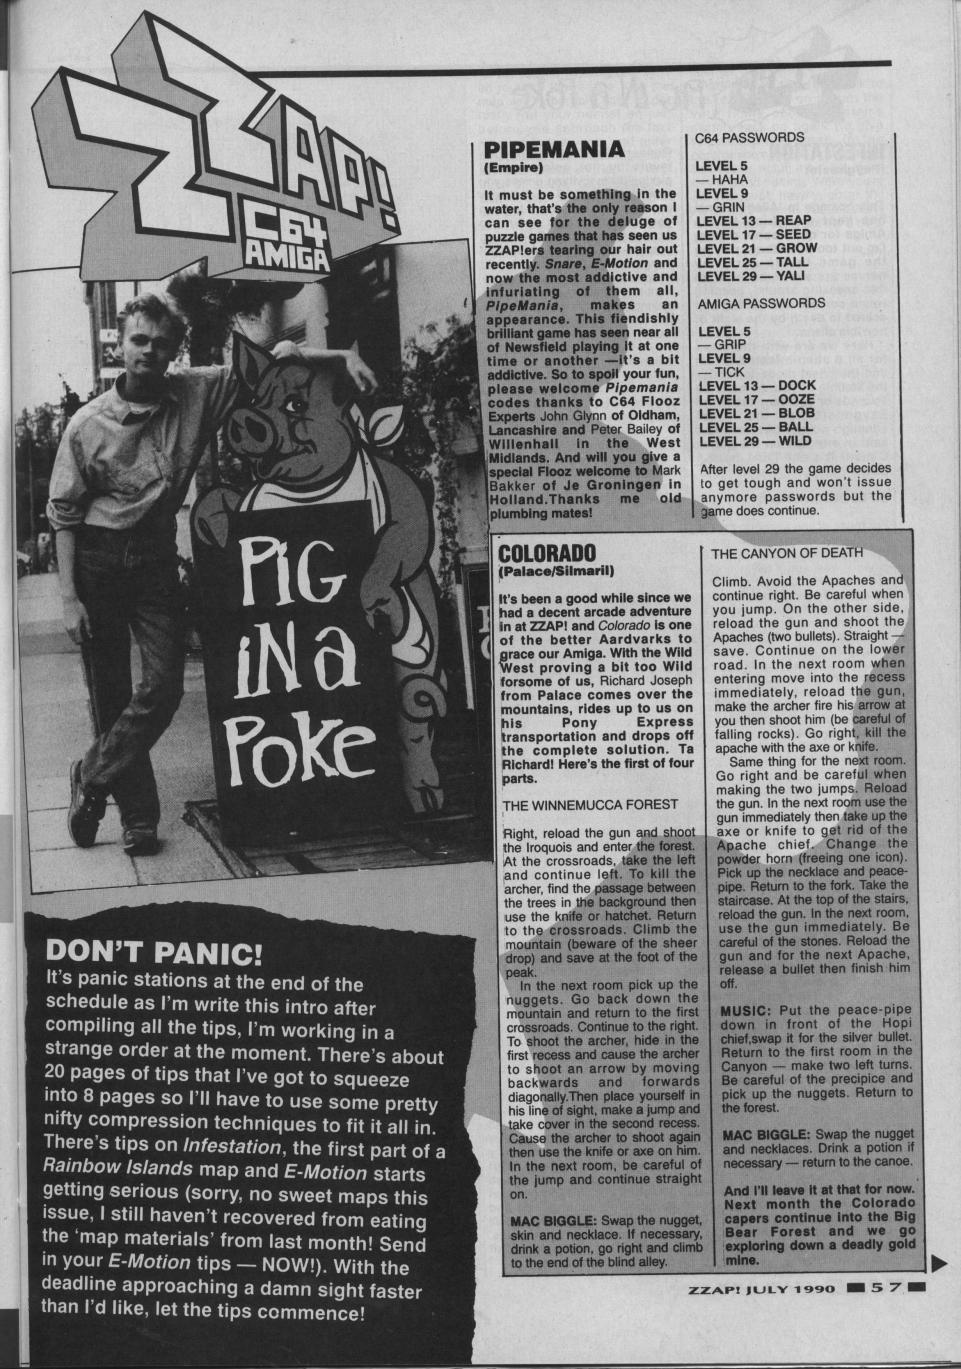 ZZAP!
C64
AMIGA
PiG
iN a
POKe
DON'T PANIC!
It's panic stations at the end of the
schedule as I'm write this intro after
compiling all the tips, I'm working in a
strange order at the moment. There's about
20 pages of tips that I've got to squeeze
into 8 pages so I'll have to use some pretty
nifty compression techniques to fit it all in.
There's tips on Infestation, the first part of a
Rainbow Islands map and E-Motion starts
getting serious (sorry, no sweet maps this
issue, I still haven't recovered from eating
the 'map materials' from last month! Send
in your E-Motion tips — NOW!). With the
deadline approaching a damn sight faster
than I'd like, let the tips commence!
PIPEMANIA
(Empire)
It must be something in the
water, that's the only reason I
can see for the deluge of
puzzle games that has seen us
ZZAP!ers tearing our hair out
recently. Snare, E-Motion and
now the most addictive and
infuriating of them all,
PipeMania, makes an
appearance. This fiendishly
brilliant game has seen near all
of Newsfield playing it at one
time or another —it's a bit
addictive. So to spoil your fun,
please welcome Pipemania
codes thanks to C64 Flooz
Experts John Glynn of Oldham,
Lancashire and Peter Bailey of
Willenhall in the West
Midlands. And will you give a
special Flooz welcome to Mark
Bakker of Je Groningen in
Holland.Thanks me old
plumbing mates!
C64 PASSWORDS
LEVEL 5
— HAHA
LEVEL 9
— GRIN
LEVEL 13 — REAP
LEVEL 17 — SEED
LEVEL 21 — GROW
LEVEL 25 — TALL
LEVEL 29 — YALI
AMIGA PASSWORDS
LEVEL 5
— GRIP
LEVEL 9
— TICK
LEVEL 13 — DOCK
LEVEL 17 — OOZE
LEVEL 21 — BLOB
LEVEL 25 — BALL
LEVEL 29 — WILD
After level 29 the game decides
to get tough and won't issue
anymore passwords but the
game does continue.
COLORADO
(Palace/Silmaril)
It's been a good while since we
had a decent arcade adventure
in at ZZAP! and Colorado is one
of the better Aardvarks to
grace our Amiga. With the Wild
West proving a bit too Wild
forsome of us, Richard Joseph
from Palace comes over the
mountains, rides up to us on
his Pony Express
transportation and drops off
the complete solution. Ta
Richard! Here's the first of four
parts.
THE WINNEMUCCA FOREST
Right, reload the gun and shoot
the Iroquois and enter the forest.
At the crossroads, take the left
and continue left. To kill the
archer, find the passage between
the trees in the background then
use the knife or hatchet. Return
to the crossroads. Climb the
mountain (beware of the sheer
drop) and save at the foot of the
peak.
In the next room pick up the
nuggets. Go back down the
mountain and return to the first
crossroads. Continue to the right.
To shoot the archer, hide in the
first recess and cause the archer
to shoot an arrow by moving
backwards and forwards
diagonally.Then place yourself in
his line of sight, make a jump and
take cover in the second recess.
Cause the archer to shoot again
then use the knife or axe on him.
In the next room, be careful of
the jump and continue straight
on.
MAC BIGGLE: Swap the nugget,
skin and necklace. If necessary,
drink a potion, go right and climb
to the end of the blind alley.
THE CANYON OF DEATH
Climb. Avoid the Apaches and
continue right. Be careful when
you jump. On the other side,
reload the gun and shoot the
Apaches (two bullets). Straight —
save. Continue on the lower
road. In the next room when
entering move into the recess
immediately, reload the gun,
make the archer fire his arrow at
you then shoot him (be careful of
falling rocks). Go right, kill the
apache with the axe or knife.
Same thing for the next room.
Go right and be careful when
making the two jumps. Reload
the gun. In the next room use the
gun immediately then take up the
axe or knife to get rid of the
Apache chief. Change the
powder horn (freeing one icon).
Pick up the necklace and peace-
pipe. Return to the fork. Take the
staircase. At the top of the stairs,
reload the gun. In the next room,
use the gun immediately. Be
careful of the stones. Reload the
gun and for the next Apache,
release a bullet then finish him
off.
MUSIC: Put the peace-pipe
down in front of the Hopi
chief,swap it for the silver bullet.
Return to the first room in the
Canyon — make two left turns.
Be careful of the precipice and
pick up the nuggets. Return to
the forest.
MAC BIGGLE: Swap the nugget
and necklaces. Drink a potion if
necessary — return to the canoe.
And I'll leave it at that for now.
Next month the Colorado
capers continue into the Big
Bear Forest and we go
exploring down a deadly gold
mine.
ZZAP! JULY 1990 57